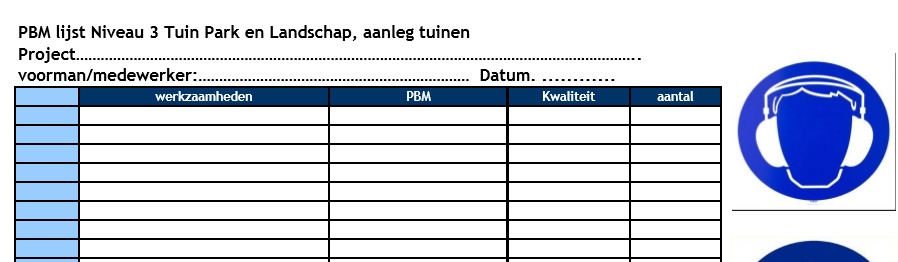 PBM lijst Niveau 3 Tuin Park en Landschap, aanleg tuinen
Project………………………………………………………………………………………………………………………..
voorman/medewerker:………………………………………………………… Datum. ............
werkzaamheden PBM Kwaliteit aantal